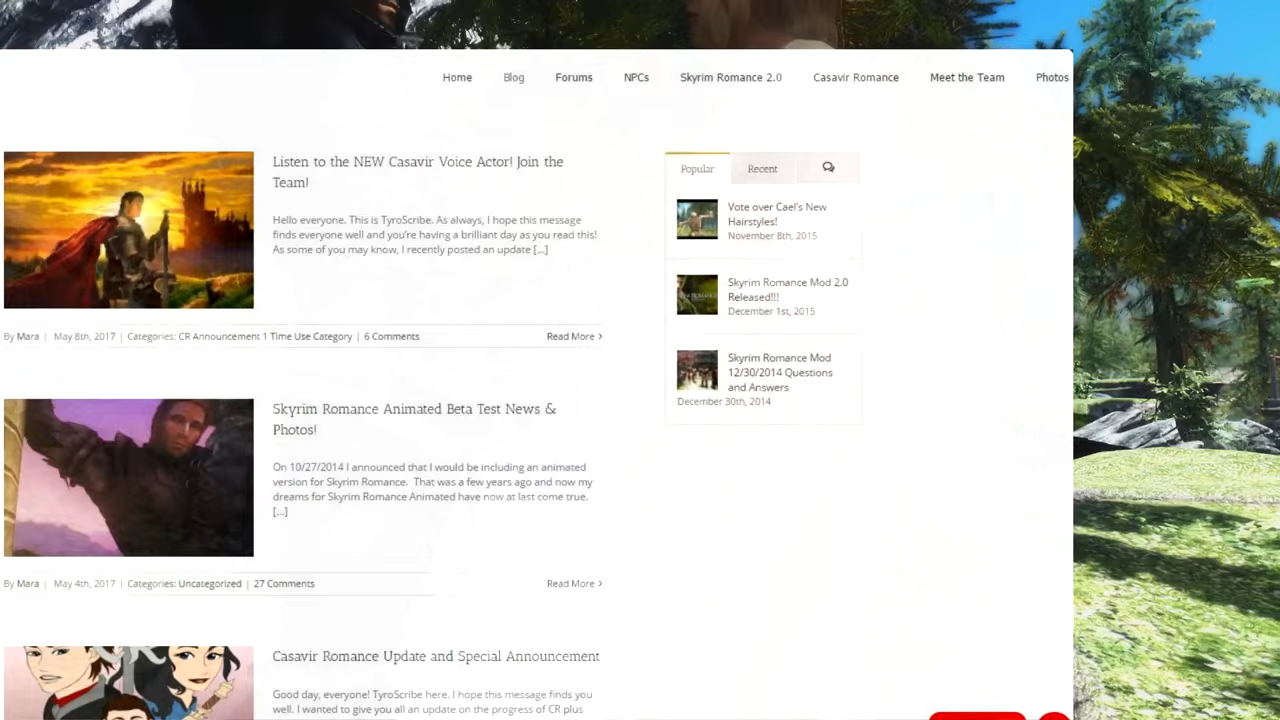 Home Blog Forums NPCs Skyrim Romance 2.0 Casavir Romance Meet the Team Photos
Listen to the NEW Casavir Voice Actor! Join the
Team!
Hello everyone. This is TyroScribe. As always, I hope this message
finds everyone well and you're having a brilliant day as you read this!
As some of you may know, I recently posted an update [...]
By Mara | May 8th, 2017 | Categories: CR Announcement 1 Time Use Category | 6 Comments
Read More >
Skyrim Romance Animated Beta Test News &
Photos!
On 10/27/2014 I announced that I would be including an animated
version for Skyrim Romance. That was a few years ago and now my
dreams for Skyrim Romance Animated have now at last come true.
[...]
By Mara | May 4th, 2017 | Categories: Uncategorized | 27 Comments
Read More >
Casavir Romance Update and Special Announcement
Good day, everyone! TyroScribe here. I hope this message finds you
well. I wanted to give you all an update on the progress of CR plus
Popular Recent
Vote over Cael's New
Hairstyles!
November 8th, 2015
Skyrim Romance Mod 2.0
Released!!!
December 1st, 2015
Skyrim Romance Mod
12/30/2014 Questions
and Answers
December 30th, 2014